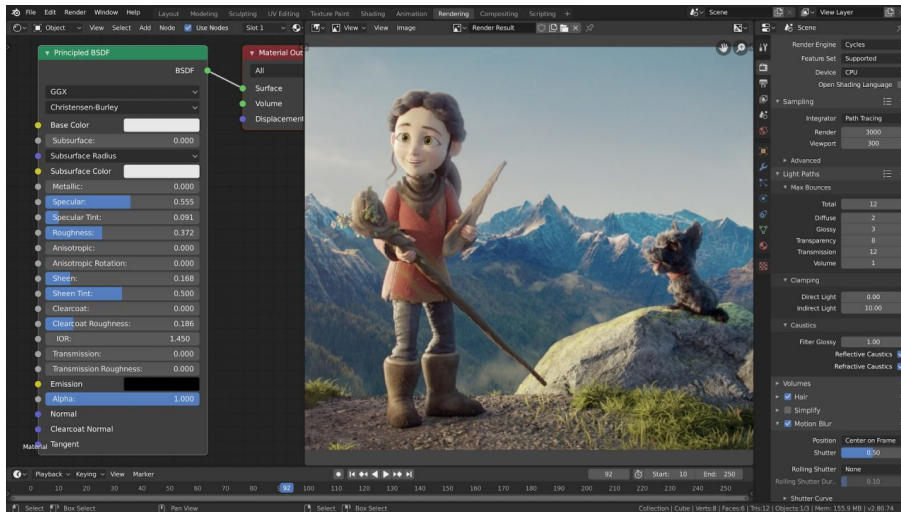 File Edit Render Window Help Layout Modeling Sculpting UV Editing Texture Paint Shading Animation Rendering Compositing Scripting + Scene View Layer
Object View Select Add Node Use Nodes Slot 1 View View Image Render Result Scene
Principled BSDF
BSDF
GGX
Christensen-Burley
Base Color
Subsurface: 0.000
Subsurface Radius
Subsurface Color
Metallic: 0.000
Specular: 0.555
Specular Tint: 0.091
Roughness: 0.372
Anisotropic: 0.000
Anisotropic Rotation: 0.000
Sheen: 0.168
Sheen Tint: 0.500
Clearcoat: 0.000
Clearcoat Roughness: 0.186
IOR: 1.450
Transmission: 0.000
Transmission Roughness: 0.000
Emission
Alpha: 1.000
Normal
Clearcoat Normal
Tangent
Material
Material Out
All
Surface
Volume
Displacement
Render Engine Cycles
Feature Set Supported
Device CPU
Open Shading Language
Sampling
Integrator Path Tracing
Render 3000
Viewport 300
Advanced
Light Paths
Max Bounces
Total 12
Diffuse 2
Glossy 3
Transparency 8
Transmission 12
Volume 1
Clamping
Direct Light 0.00
Indirect Light 10.00
Caustics
Filter Glossy 1.00
Reflective Caustics
Refractive Caustics
Volumes
Hair
Simplify
Motion Blur
Position Center on Frame
Shutter 0.50
Rolling Shutter None
Rolling Shutter Dur.. 0.10
Shutter Curve
Playback Keying View Marker 92 Start: 10 End: 250
0 10 20 30 40 50 60 70 80 92 100 110 120 130 140 150 160 170 180 190 200 210 220 230 240 250
Select Box Select Pan View Select Box Select Collection | Cube | Verts:8 | Faces:6 | Tris:12 | Objects:1/3 | Mem: 155.9 MB | v2.80.74